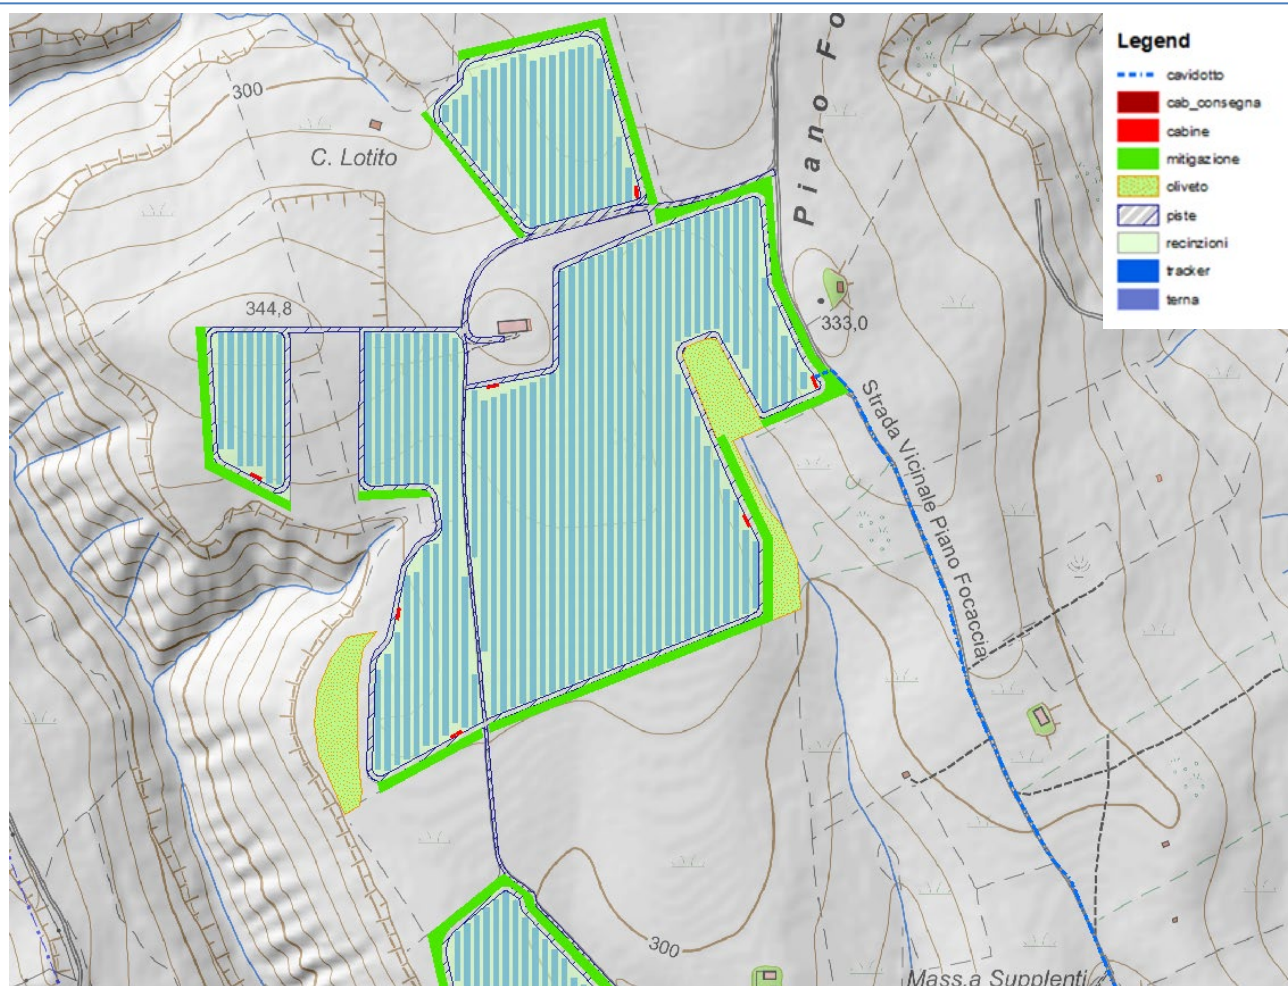 Legend
cavidotto
cab_consegna
cabine
mitigazione
oliveto
piste
recinzioni
tracker
terna
Piano Fo
300
C. Lotito
344,8
333,0
Strada Vicinale Piano Focaccia
300
Mass.a Supplenti